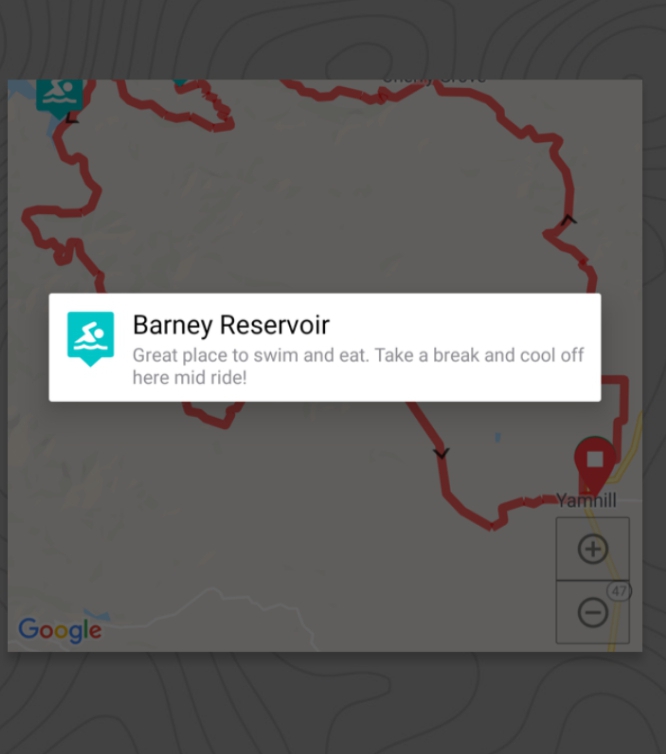 Barney Reservoir
Great place to swim and eat. Take a break and cool off
here mid ride!
Yamhill
47
Google